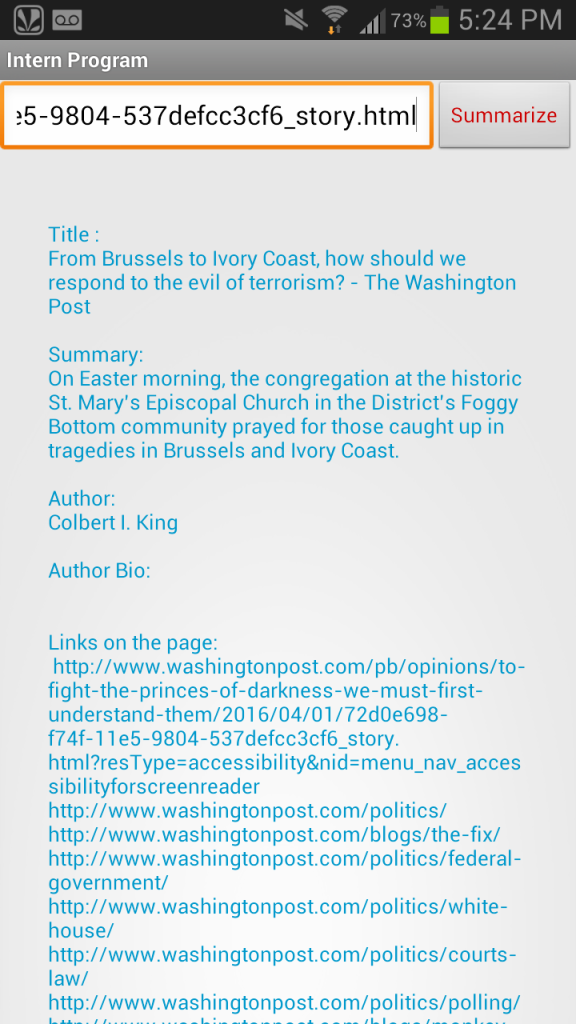 73% 5:24 PM
Intern Program
e5-9804-537defcc3cf6_story.html
Summarize
Title :
From Brussels to Ivory Coast, how should we
respond to the evil of terrorism? - The Washington
Post
Summary:
On Easter morning, the congregation at the historic
St. Mary's Episcopal Church in the District's Foggy
Bottom community prayed for those caught up in
tragedies in Brussels and Ivory Coast.
Author:
Colbert I. King
Author Bio:
Links on the page:
http://www.washingtonpost.com/pb/opinions/to-
fight-the-princes-of-darkness-we-must-first-
understand-them/2016/04/01/72d0e698-
f74f-11e5-9804-537defcc3cf6_story.
html?resType=accessibility&nid=menu_nav_acces
sibilityforscreenreader
http://www.washingtonpost.com/politics/
http://www.washingtonpost.com/blogs/the-fix/
http://www.washingtonpost.com/politics/federal-
government/
http://www.washingtonpost.com/politics/white-
house/
http://www.washingtonpost.com/politics/courts-
law/
http://www.washingtonpost.com/politics/polling/